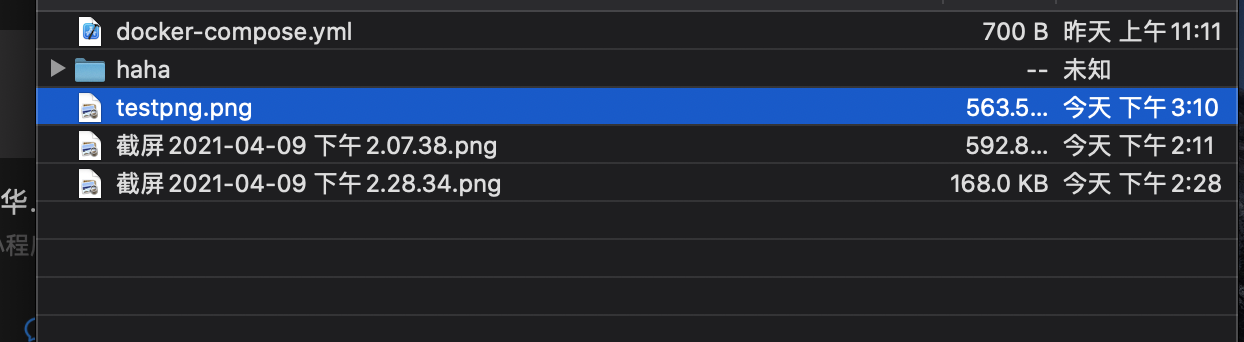 docker-compose.yml 700 B 昨天 上午11:11
haha -- 未知
testpng.png 563.5... 今天 下午3:10
截屏2021-04-09 下午2.07.38.png 592.8... 今天 下午2:11
截屏2021-04-09 下午2.28.34.png 168.0 KB 今天 下午2:28
华.
小程